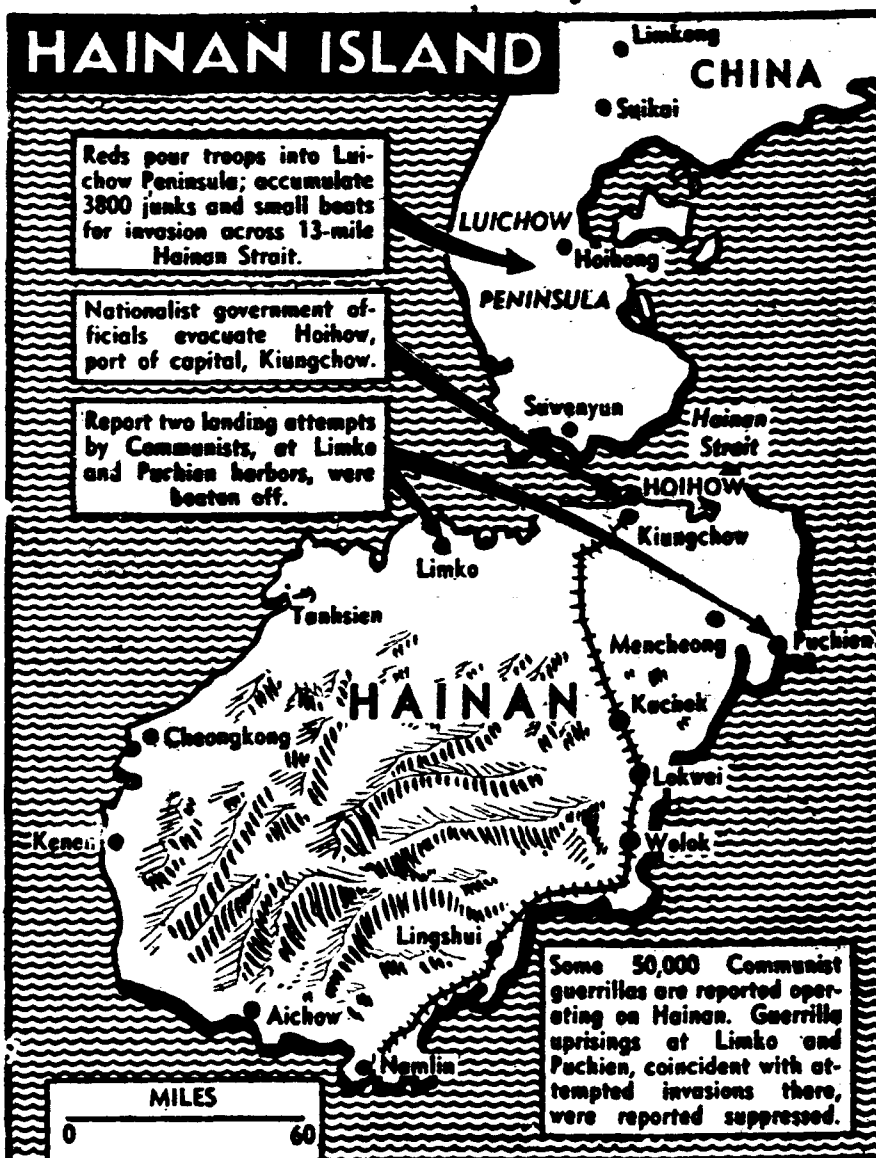 HAINAN ISLAND
Limkong
CHINA
Suikai
Reds pour troops into Lui-
chow Peninsula; accumulate
3800 junks and small boats
for invasion across 13-mile
Hainan Strait.
LUICHOW
Hoihong
PENINSULA
Nationalist government of-
ficials evacuate Hoihow,
port of capital, Kiungchow.
Report two landing attempts
by Communists, at Limko
and Puchien harbors, were
beaten off.
Suwenyun
Hainan
Strait
HOIHOW
Kiungchow
Limko
Tanhsien
Mencheong
Puchien
HAINAN
Kachek
Cheongkong
Lokwei
Kenen
Wolok
Lingshui
Some 50,000 Communist
guerrillas are reported oper-
ating on Hainan. Guerrilla
uprisings at Limko and
Puchien, coincident with at-
tempted invasions there,
were reported suppressed.
Aichow
Namlin
MILES
0 60